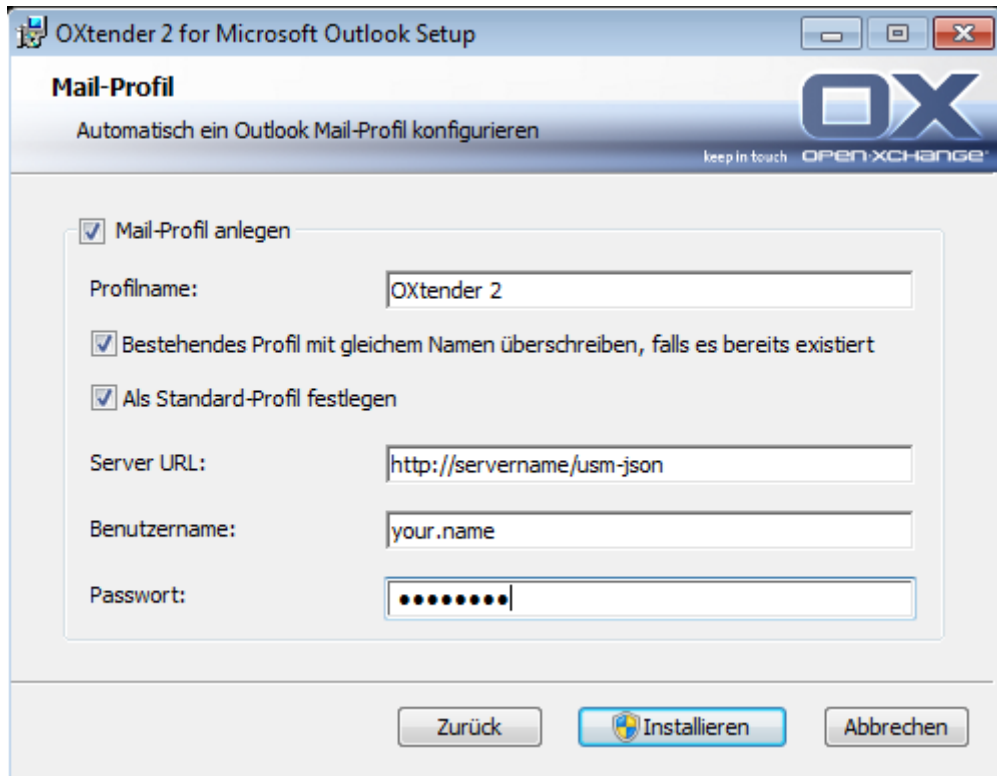 OXtender 2 for Microsoft Outlook Setup
Mail-Profil
Automatisch ein Outlook Mail-Profil konfigurieren
OX
keep in touch OPEN-XCHANGE
Mail-Profil anlegen
Profilname: OXtender 2
Bestehendes Profil mit gleichem Namen überschreiben, falls es bereits existiert
Als Standard-Profil festlegen
Server URL: http://servername/usm-json
Benutzername: your.name
Passwort: ●●●●●●●●
Zurück Installieren Abbrechen